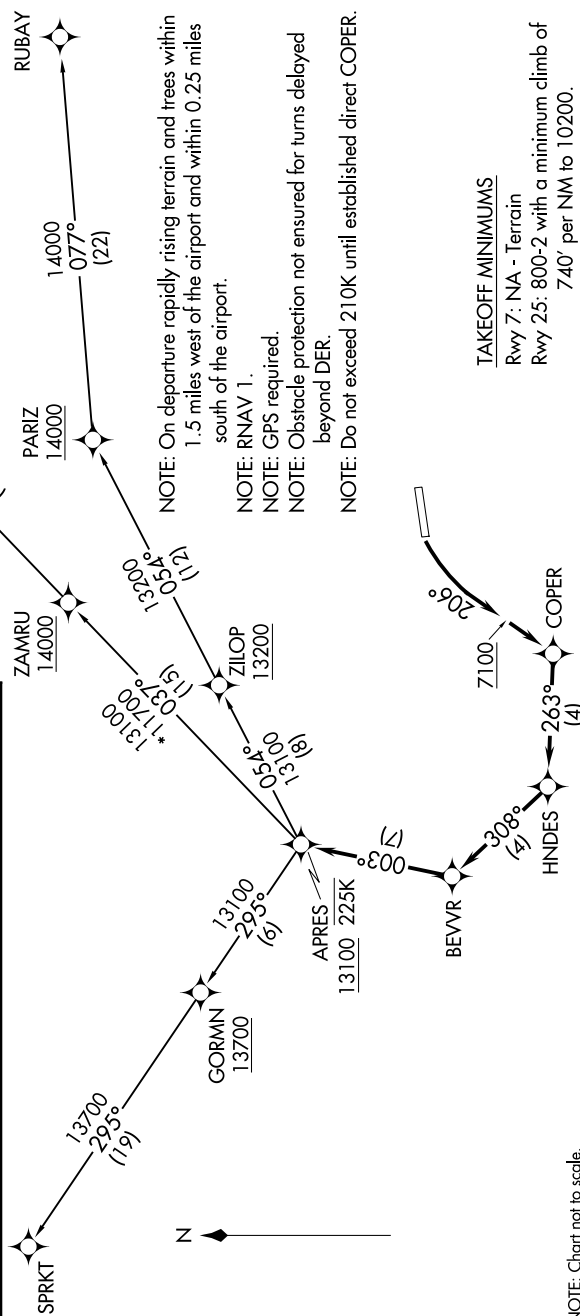 RUBAY
14000
077°
(22)
PARIZ
14000
ZAMRU
14000
13200
054°
(12)
13100
*11700
037°
(15)
ZILOP
13200
054°
13100
(8)
13100
295°
(6)
APRES
13100 225K
GORMN
13700
13700
295°
(19)
SPRKT
N
003°
(7)
BEVVR
308°
(4)
HNDES
263°
(4)
COPER
7100
206°
NOTE: On departure rapidly rising terrain and trees within
1.5 miles west of the airport and within 0.25 miles
south of the airport.
NOTE: RNAV 1.
NOTE: GPS required.
NOTE: Obstacle protection not ensured for turns delayed
beyond DER.
NOTE: Do not exceed 210K until established direct COPER.
TAKEOFF MINIMUMS
Rwy 7: NA - Terrain
Rwy 25: 800-2 with a minimum climb of
740' per NM to 10200.
NOTE: Chart not to scale.